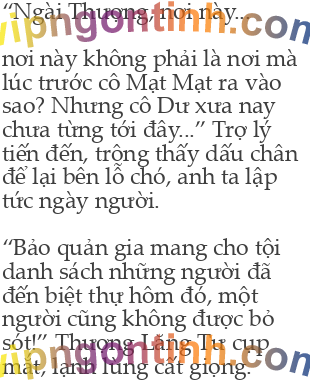 “Ngài Thượng, nơi này...
vipngontinh.com
nơi này không phải là nơi mà
lúc trước cô Mạt Mạt ra vào
sao? Nhưng cô Dư xưa nay
chưa từng tới đây...” Trợ lý
tiến đến, trông thấy dấu chân
để lại bên lỗ chó, anh ta lập
tức ngây người.
“Bảo quản gia mang cho tôi
danh sách những người đã
đến biệt thự hôm đó, một
người cũng không được bỏ
sót!” Thượng Lãng Tư cụp
mắt, lạnh lùng cất giọng.
vipngontinh.com